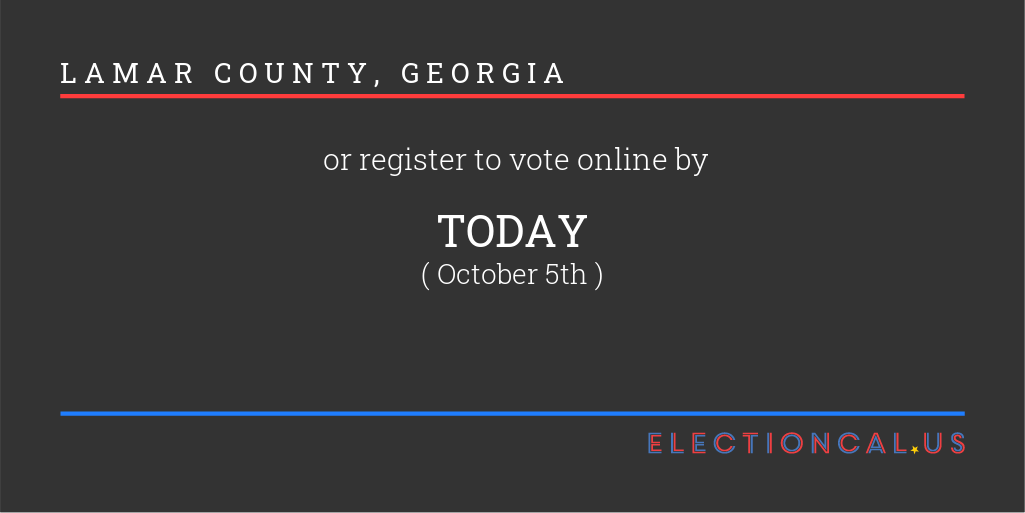 LAMAR COUNTY, GEORGIA
or register to vote online by
TODAY
( October 5th )
ELECTIONCAL.US